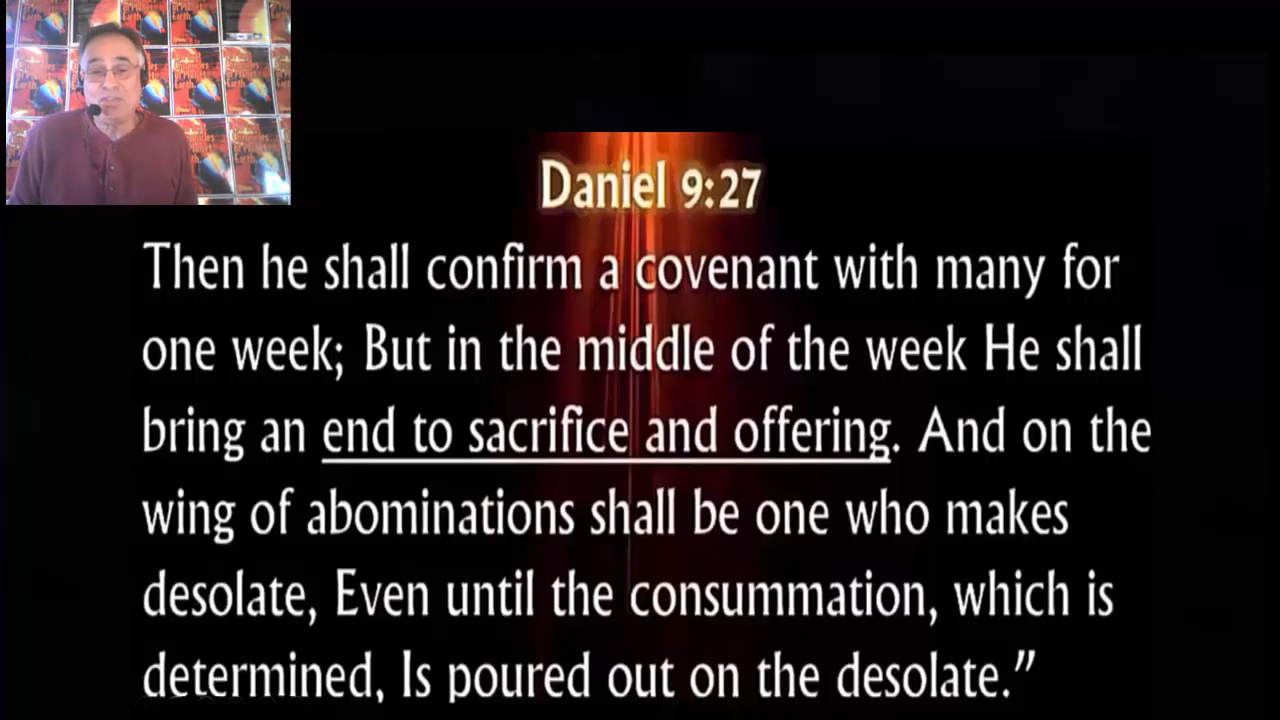 Daniel 9:27
Then he shall confirm a covenant with many for
one week; But in the middle of the week He shall
bring an end to sacrifice and offering. And on the
wing of abominations shall be one who makes
desolate, Even until the consummation, which is
determined, Is poured out on the desolate.”